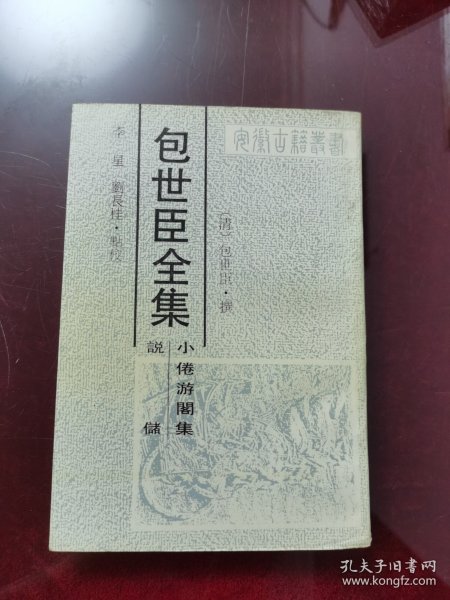 安徽古籍叢書
〔清〕包世臣·撰
包世臣全集
小倦游閣集
説儲
李星 劉長桂·點校
孔夫子旧书网
www.kongfz.com